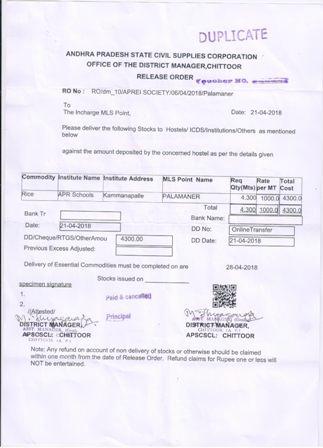 DUPLICATE
ANDHRA PRADESH STATE CIVIL SUPPLIES CORPORATION
OFFICE OF THE DISTRICT MANAGER,CHITTOOR
RELEASE ORDER Voucher NO.
RO No : RO/dm_10/APREI SOCIETY/06/04/2018/Palamaner
To
The Incharge MLS Point, Date: 21-04-2018
Please deliver the following Stocks to Hostels/ ICDS/Institutions/Others as mentioned
below
against the amount deposited by the concerned hostel as per the details given
Commodity Institute Name Institute Address MLS Point Name Req Qty(Mts) Rate per MT Total Cost
Rice APR Schools Kammanapalle PALAMANER 4.300 1000.0 4300.0
Total 4.300 1000.0 4300.0
Bank Tr Bank Name:
Date: 21-04-2018 DD No: OnlineTransfer
DD/Cheque/RTGS/OtherAmou 4300.00 DD Date: 21-04-2018
Previous Excess Adjusted:
Delivery of Essential Commodities must be completed on are 28-04-2018
Stocks issued on
specimen signature
1. Paid & cancelled
2.
//Attested// Principal
DISTRICT MANAGER, DISTRICT MANAGER,
APSCSCL: CHITTOOR APSCSCL: CHITTOOR
Note: Any refund on account of non delivery of stocks or otherwise should be claimed
within one month from the date of Release Order. Refund claims for Rupee one or less will
NOT be entertained.